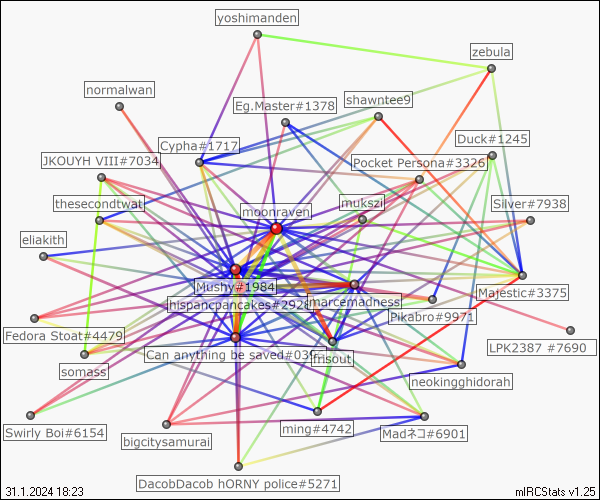 yoshimanden
zebula
normalwan
Eg.Master#1378
shawntee9
Duck#1245
Cypha#1717
JKOUYH VIII#7034
Pocket Persona#3326
thesecondtwat
moonraven
mukszi
Silver#7938
eliakith
Mushy#1984
Majestic#3375
hispancpancakes#2928
marcemadness
Pikabro#9971
Fedora Stoat#4479
LPK2387 #7690
Can anything be saved#03
frisout
somass
neokingghidorah
Swirly Boi#6154
bigcitysamurai
ming#4742
Madネコ#6901
DacobDacob hORNY police#5271
31.1.2024 18:23
mIRCStats v1.25